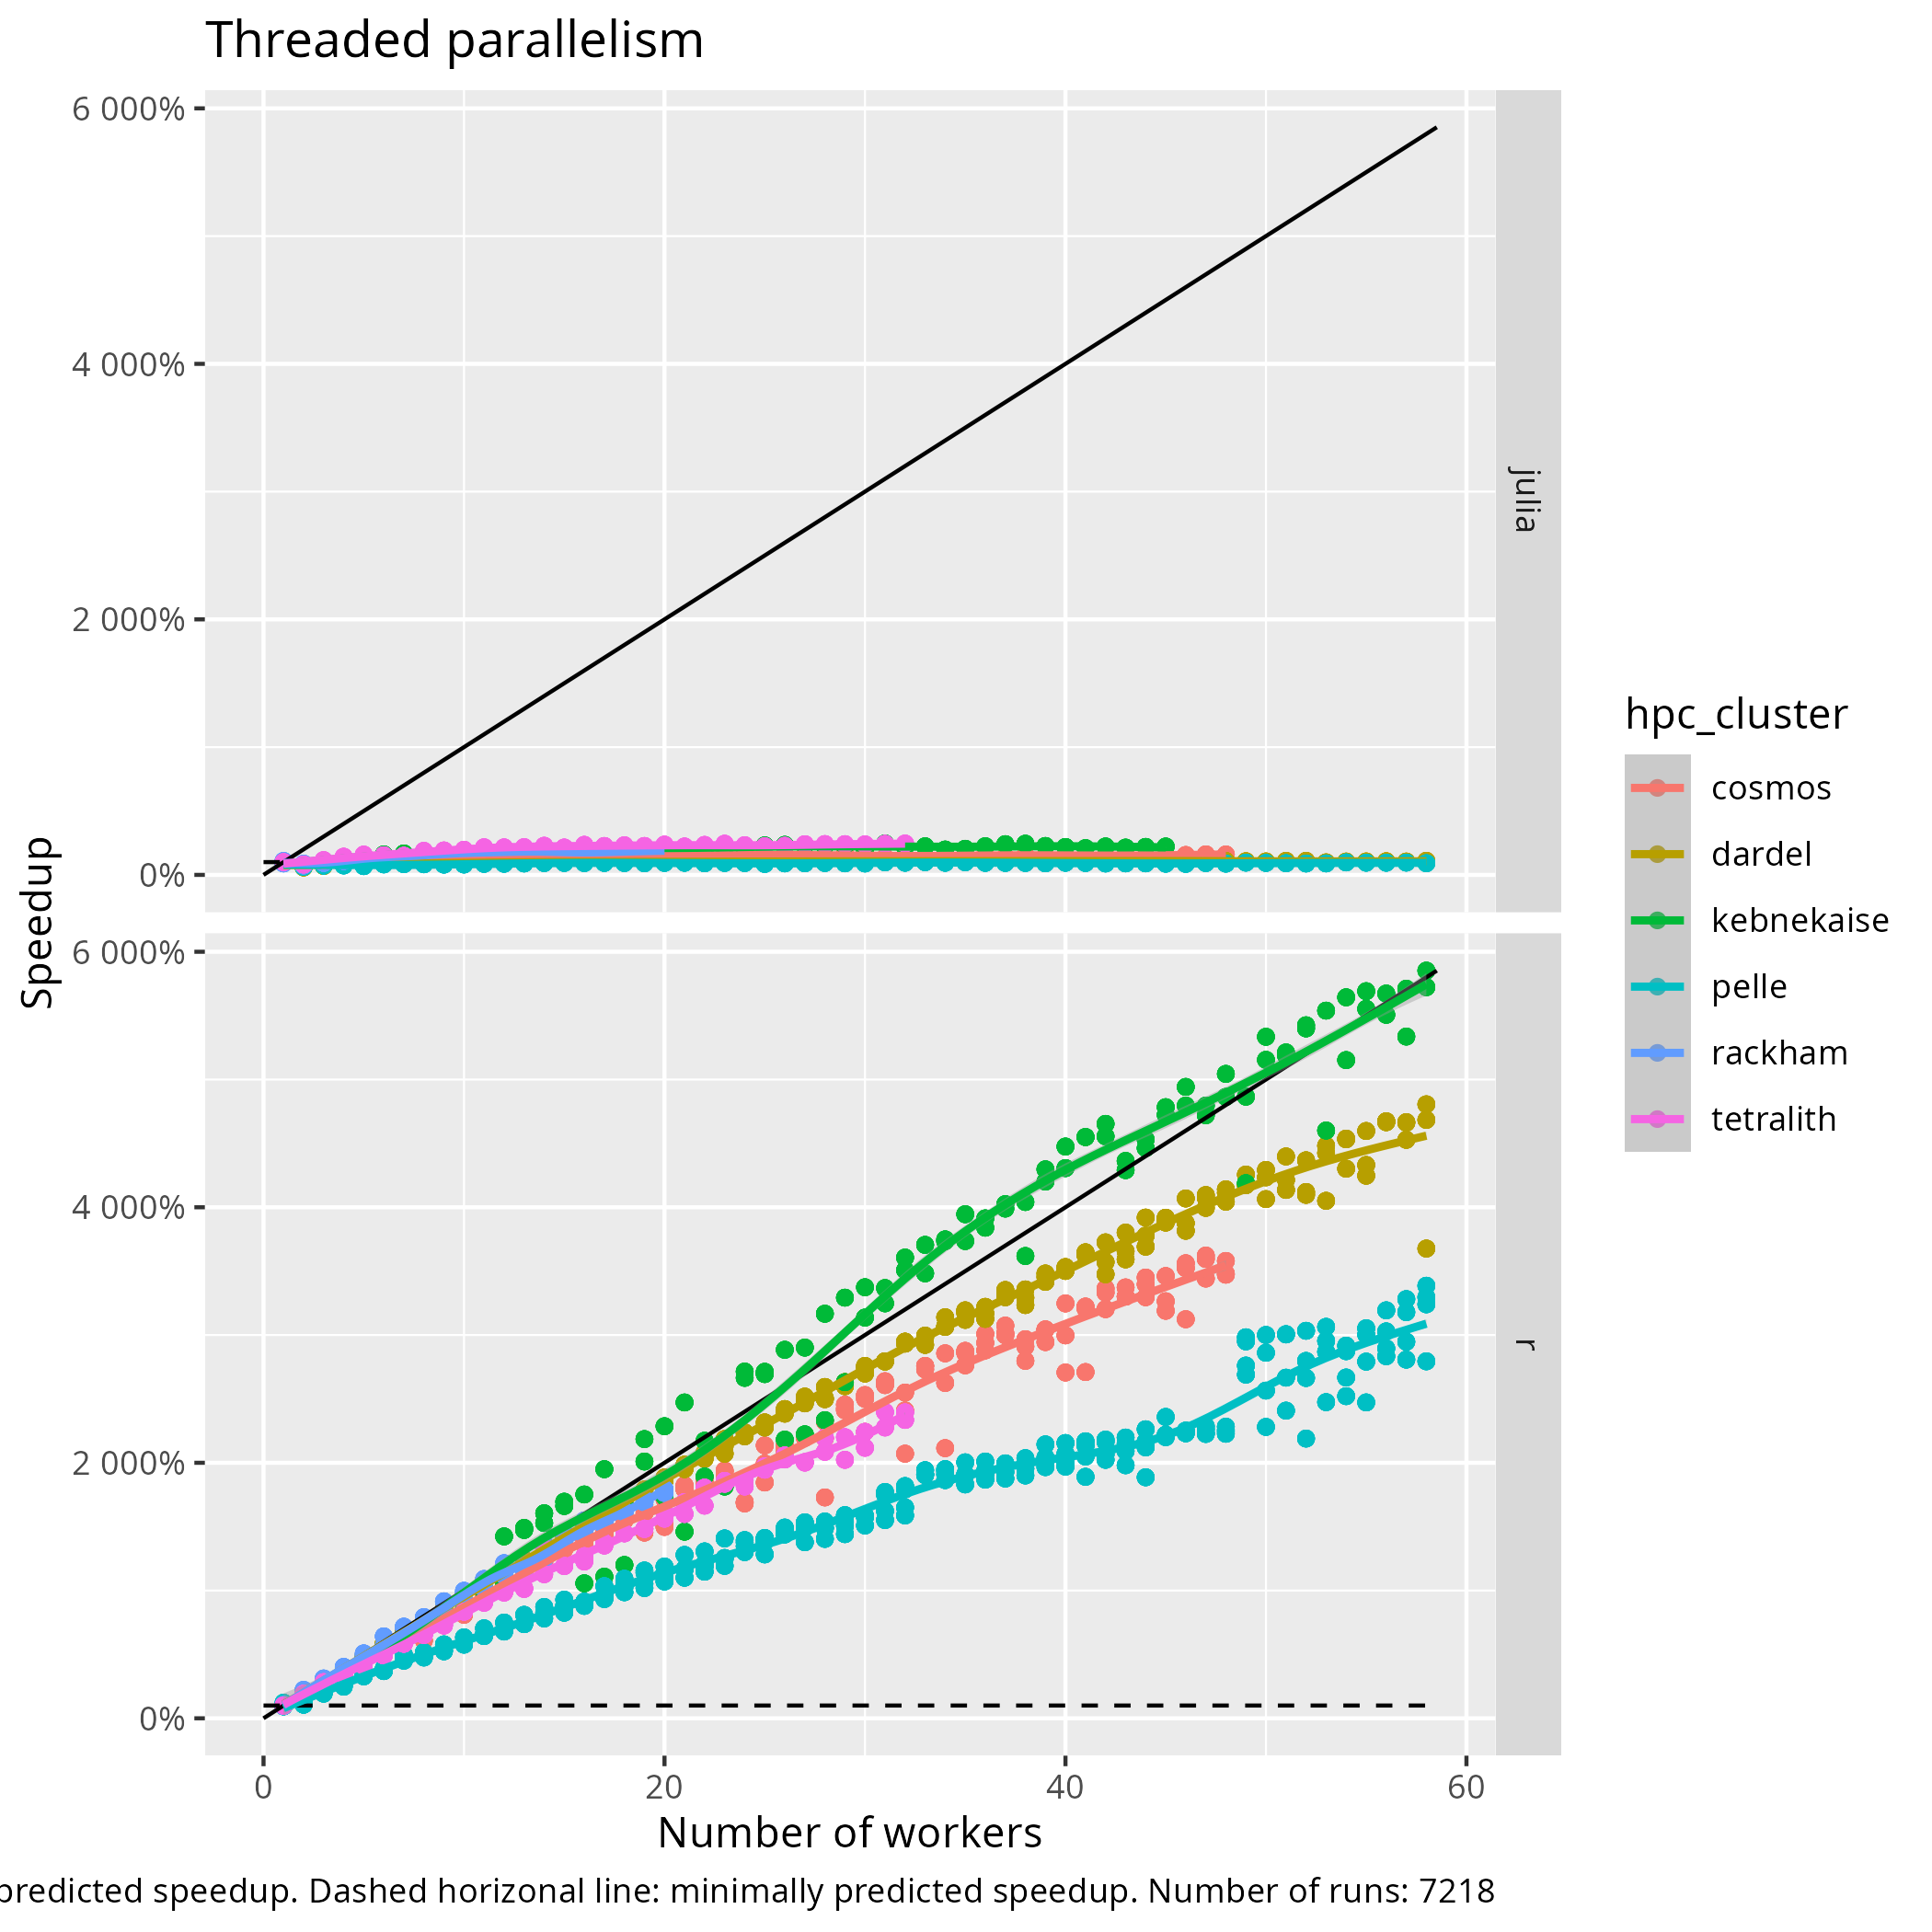 Threaded parallelism
6 000%
4 000%
2 000%
0%
julia
6 000%
4 000%
2 000%
0%
r
Speedup
0
20
40
60
Number of workers
hpc_cluster
cosmos
dardel
kebnekaise
pelle
rackham
tetralith
predicted speedup. Dashed horizonal line: minimally predicted speedup. Number of runs: 7218